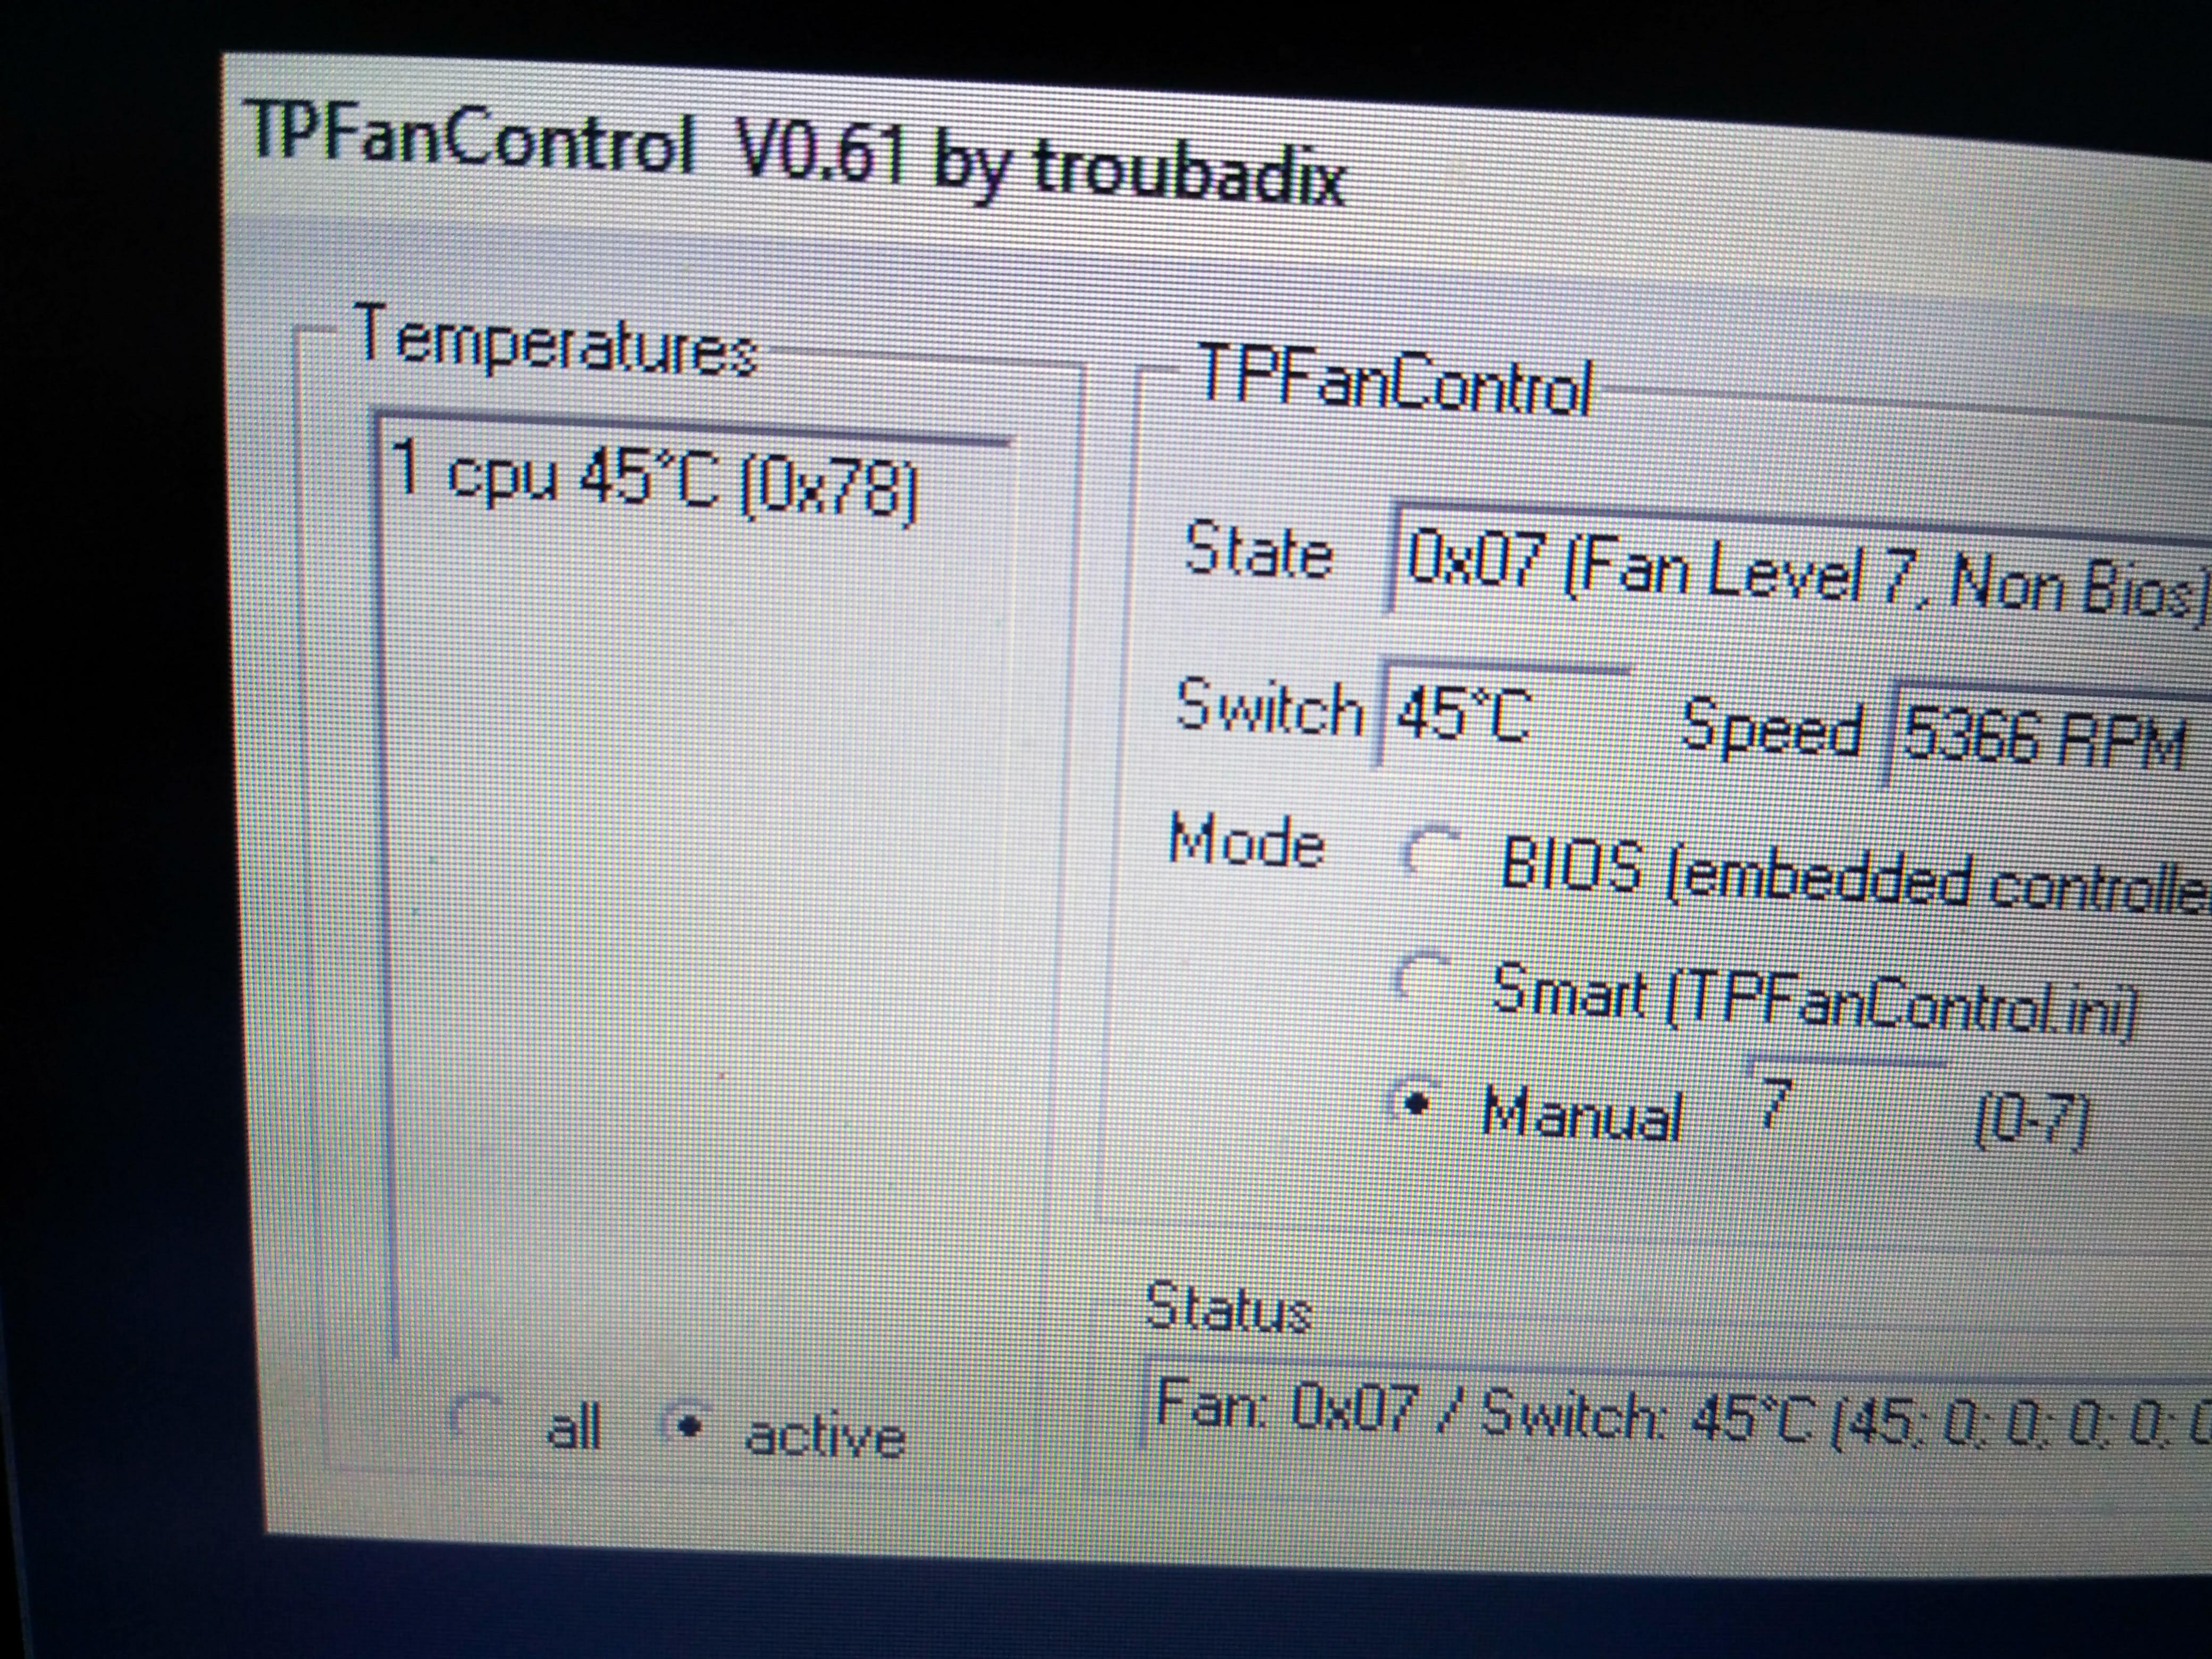 TPFanControl V0.61 by troubadix
Temperatures
1 cpu 45°C (0x78)
all active
TPFanControl
State 0x07 (Fan Level 7, Non Bios)
Switch 45°C Speed 5366 RPM
Mode BIOS (embedded controlle
Smart (TPFanControl.ini)
Manual 7 (0-7)
Status
Fan: 0x07 / Switch: 45°C (45; 0; 0; 0; 0;